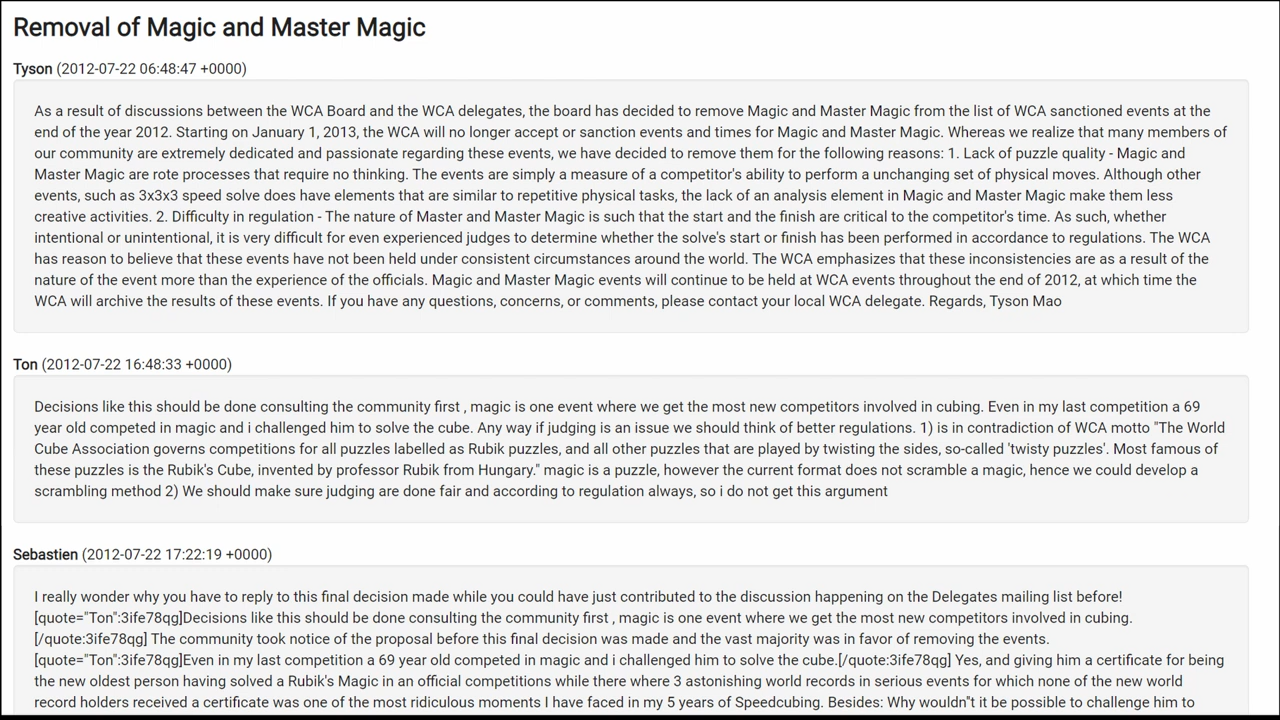 Removal of Magic and Master Magic
Tyson (2012-07-22 06:48:47 +0000)
As a result of discussions between the WCA Board and the WCA delegates, the board has decided to remove Magic and Master Magic from the list of WCA sanctioned events at the
end of the year 2012. Starting on January 1, 2013, the WCA will no longer accept or sanction events and times for Magic and Master Magic. Whereas we realize that many members of
our community are extremely dedicated and passionate regarding these events, we have decided to remove them for the following reasons: 1. Lack of puzzle quality - Magic and
Master Magic are rote processes that require no thinking. The events are simply a measure of a competitor's ability to perform a unchanging set of physical moves. Although other
events, such as 3x3x3 speed solve does have elements that are similar to repetitive physical tasks, the lack of an analysis element in Magic and Master Magic make them less
creative activities. 2. Difficulty in regulation - The nature of Master and Master Magic is such that the start and the finish are critical to the competitor's time. As such, whether
intentional or unintentional, it is very difficult for even experienced judges to determine whether the solve's start or finish has been performed in accordance to regulations. The WCA
has reason to believe that these events have not been held under consistent circumstances around the world. The WCA emphasizes that these inconsistencies are as a result of the
nature of the event more than the experience of the officials. Magic and Master Magic events will continue to be held at WCA events throughout the end of 2012, at which time the
WCA will archive the results of these events. If you have any questions, concerns, or comments, please contact your local WCA delegate. Regards, Tyson Mao
Ton (2012-07-22 16:48:33 +0000)
Decisions like this should be done consulting the community first , magic is one event where we get the most new competitors involved in cubing. Even in my last competition a 69
year old competed in magic and i challenged him to solve the cube. Any way if judging is an issue we should think of better regulations. 1) is in contradiction of WCA motto "The World
Cube Association governs competitions for all puzzles labelled as Rubik puzzles, and all other puzzles that are played by twisting the sides, so-called 'twisty puzzles'. Most famous of
these puzzles is the Rubik's Cube, invented by professor Rubik from Hungary." magic is a puzzle, however the current format does not scramble a magic, hence we could develop a
scrambling method 2) We should make sure judging are done fair and according to regulation always, so i do not get this argument
Sebastien (2012-07-22 17:22:19 +0000)
I really wonder why you have to reply to this final decision made while you could have just contributed to the discussion happening on the Delegates mailing list before!
[quote="Ton":3ife78qg]Decisions like this should be done consulting the community first , magic is one event where we get the most new competitors involved in cubing.
[/quote:3ife78qg] The community took notice of the proposal before this final decision was made and the vast majority was in favor of removing the events.
[quote="Ton":3ife78qg]Even in my last competition a 69 year old competed in magic and i challenged him to solve the cube.[/quote:3ife78qg] Yes, and giving him a certificate for being
the new oldest person having solved a Rubik's Magic in an official competitions while there where 3 astonishing world records in serious events for which none of the new world
record holders received a certificate was one of the most ridiculous moments I have faced in my 5 years of Speedcubing. Besides: Why wouldn"t it be possible to challenge him to